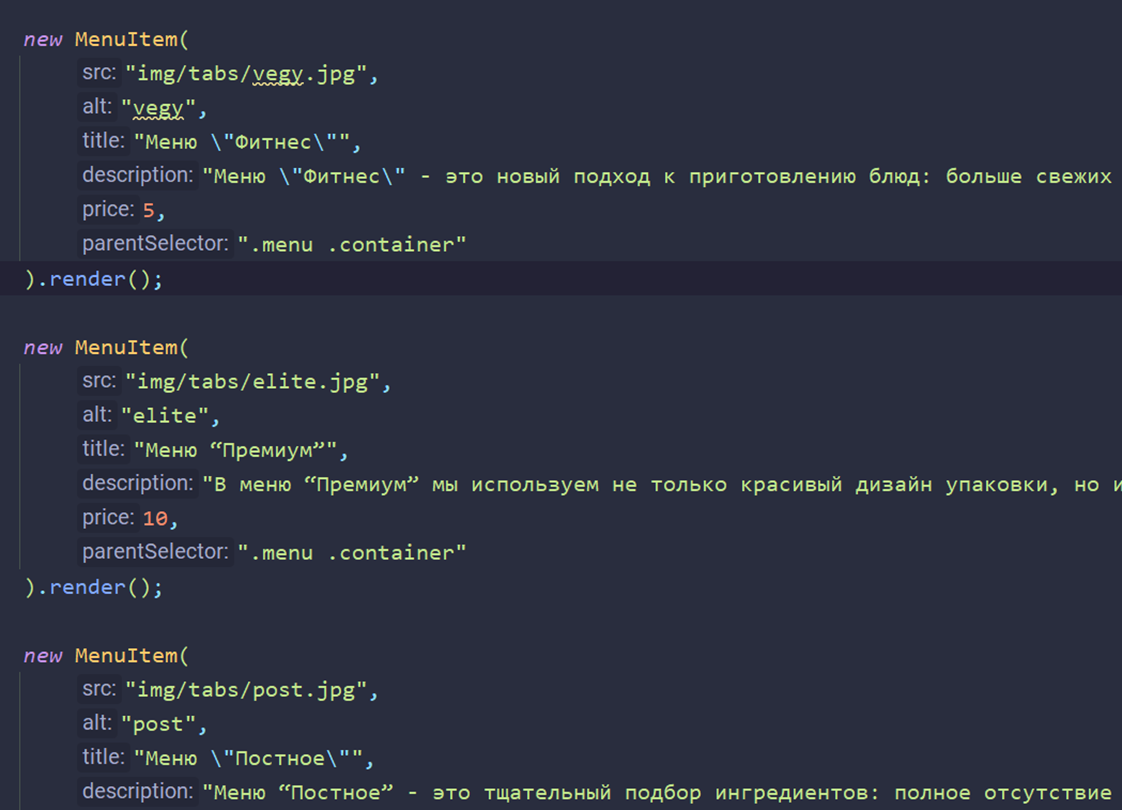 new MenuItem(
src: "img/tabs/vegy.jpg",
alt: "vegy",
title: "Меню \"Фитнес\"",
description: "Меню \"Фитнес\" - это новый подход к приготовлению блюд: больше свежих
price: 5,
parentSelector: ".menu .container"
).render();
new MenuItem(
src: "img/tabs/elite.jpg",
alt: "elite",
title: "Меню “Премиум”",
description: "В меню “Премиум” мы используем не только красивый дизайн упаковки, но и
price: 10,
parentSelector: ".menu .container"
).render();
new MenuItem(
src: "img/tabs/post.jpg",
alt: "post",
title: "Меню \"Постное\"",
description: "Меню “Постное” - это тщательный подбор ингредиентов: полное отсутствие